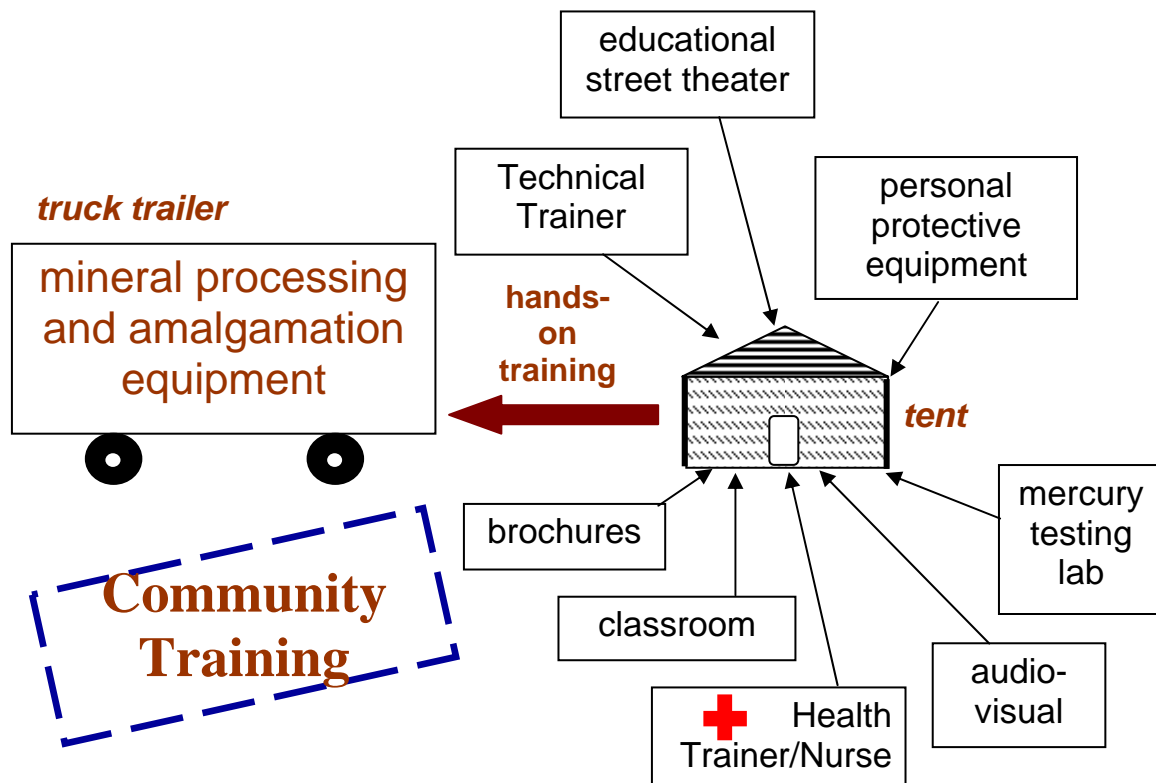 educational
street theater
Technical
Trainer
personal
protective
equipment
truck trailer
mineral processing
and amalgamation
equipment
hands-
on
training
tent
brochures
mercury
testing
lab
classroom
Community
Training
audio-
visual
Health
Trainer/Nurse